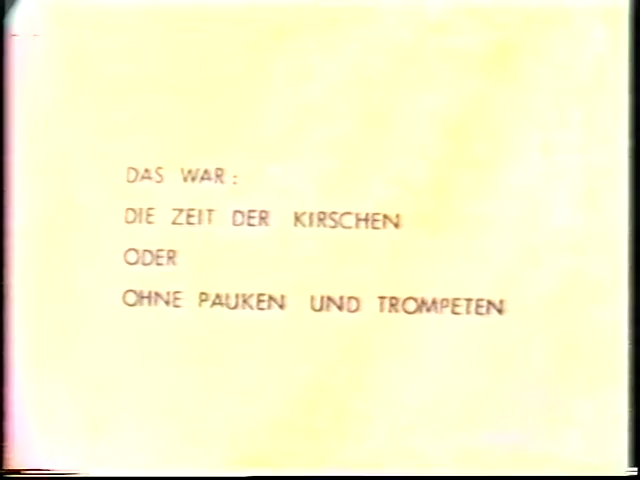 DAS WAR:
DIE ZEIT DER KIRSCHEN
ODER
OHNE PAUKEN UND TROMPETEN